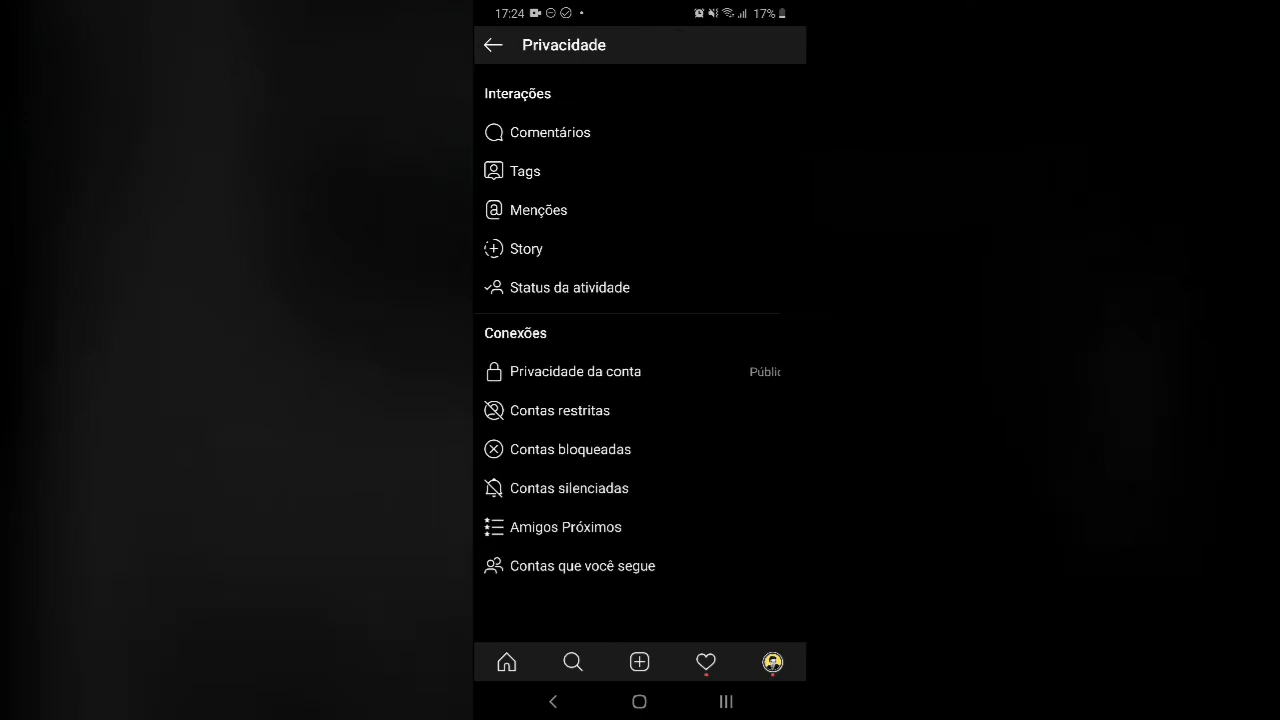 17:24 17%
Privacidade
Interações
Comentários
Tags
Menções
Story
Status da atividade
Conexões
Privacidade da conta Públic
Contas restritas
Contas bloqueadas
Contas silenciadas
Amigos Próximos
Contas que você segue